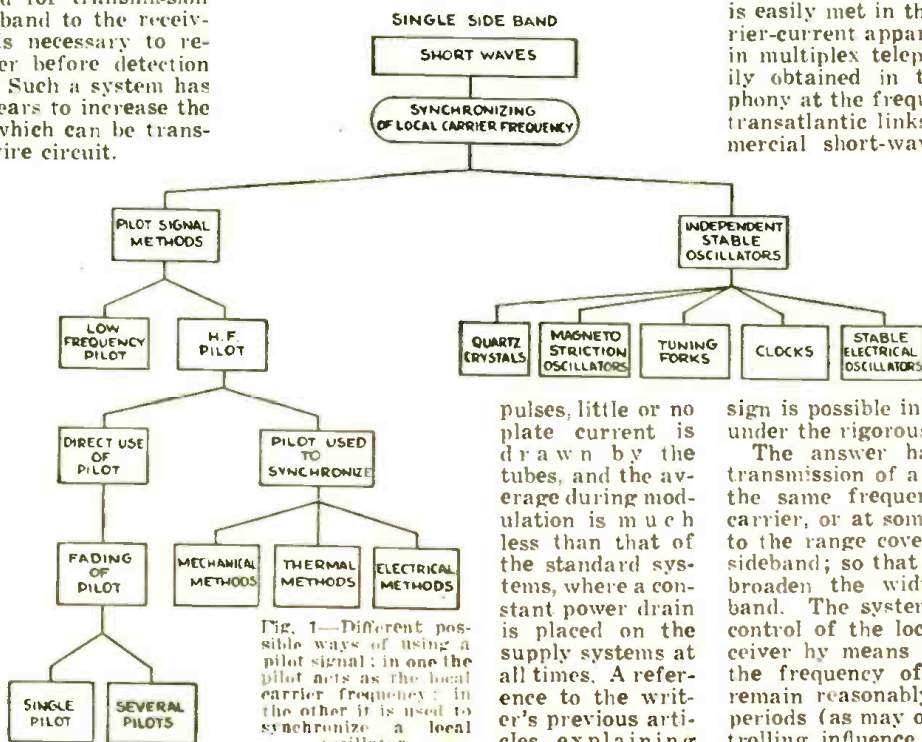 band to the receiv-
is necessary to re-
er before detection
Such a system has
ears to increase the
which can be trans-
wire circuit.
SINGLE SIDE BAND
SHORT WAVES
SYNCHRONIZING
OF LOCAL CARRIER FREQUENCY
is easily met in th
rier-current appar
in multiplex telep
ily obtained in t
phony at the frequ
transatlantic links
mercial short-wav
PILOT SIGNAL
METHODS
INDEPENDENT
STABLE
OSCILLATORS
LOW
FREQUENCY
PILOT
H.F.
PILOT
QUARTZ
CRYSTALS
MAGNETO
STRICTION
OSCILLATORS
TUNING
FORKS
CLOCKS
STABLE
ELECTRICAL
OSCILLATORS
DIRECT USE
OF
PILOT
PILOT USED
TO
SYNCHRONIZE
FADING
OF
PILOT
MECHANICAL
METHODS
THERMAL
METHODS
ELECTRICAL
METHODS
SINGLE
PILOT
SEVERAL
PILOTS
Fig. 1—Different pos-
sible ways of using a
pilot signal; in one the
pilot acts as the local
carrier frequency; in
the other it is used to
synchronize a local
pulses, little or no
plate current is
drawn by the
tubes, and the av-
erage during mod-
ulation is much
less than that of
the standard sys-
tems, where a con-
stant power drain
is placed on the
supply systems at
all times. A refer-
ence to the writ-
er's previous arti-
cles explaining
sign is possible in
under the rigorous
The answer ha
transmission of a
the same frequen
carrier, or at som
to the range cove
sideband; so that
broaden the wid
band. The system
control of the loc
ceiver by means
the frequency of
remain reasonably
periods (as may o
trolling influence